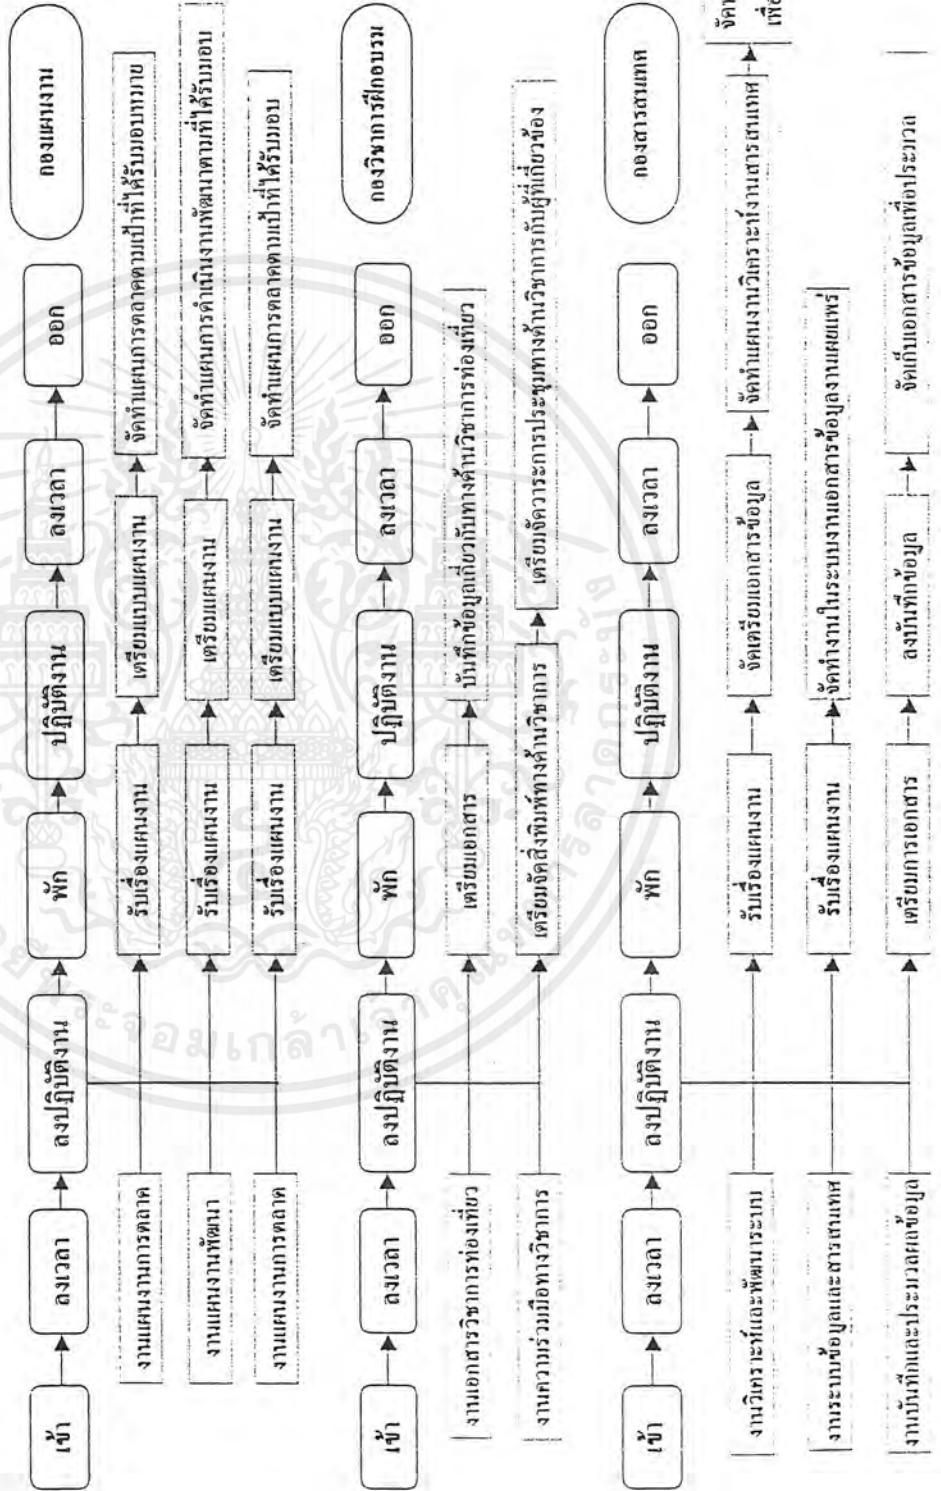 เข้า
ลงเวลา
ลงปฏิบัติงาน
พัก
ปฏิบัติงาน
ลงเวลา
ออก
กองแผนงาน
งานแผนงานการตลาด
รับเรื่องแผนงาน
เตรียมแบบแผนงาน
จัดทำแผนการตลาดตามเป้าที่ได้รับมอบหมาย
งานแผนงานพัฒนา
รับเรื่องแผนงาน
เตรียมแผนงาน
จัดทำแผนการดำเนินงานพัฒนาตามที่ได้รับมอบ
งานแผนงานการตลาด
รับเรื่องแผนงาน
เตรียมแบบแผนงาน
จัดทำแผนการตลาดตามเป้าที่ได้รับมอบ
เข้า
ลงเวลา
ลงปฏิบัติงาน
พัก
ปฏิบัติงาน
ลงเวลา
ออก
กองวิชาการฝึกอบรม
งานเอกสารวิชาการท่องเที่ยว
เตรียมเอกสาร
บันทึกข้อมูลเกี่ยวกับทางด้านวิชาการท่องเที่ยว
งานความร่วมมือทางวิชาการ
เตรียมจัดสิ่งพิมพ์ทางด้านวิชาการ
เตรียมจัดวาระการประชุมทางด้านวิชาการกับผู้ที่เกี่ยวข้อง
เข้า
ลงเวลา
ลงปฏิบัติงาน
พัก
ปฏิบัติงาน
ลงเวลา
ออก
กองสารสนเทศ
งานวิเคราะห์และพัฒนาระบบ
รับเรื่องแผนงาน
จัดเตรียมเอกสารข้อมูล
จัดทำแผนงานวิเคราะห์งานสารสนเทศ
งานระบบข้อมูลและสารสนเทศ
รับเรื่องแผนงาน
จัดทำงานในระบบงานเอกสารข้อมูลงานเผยแพร่
งานบันทึกและประมวลผลข้อมูล
เตรียมการเอกสาร
ลงบันทึกข้อมูล
จัดเก็บเอกสารข้อมูลเพื่อประมวล
พระจอมเกล้าเจ้าคุณทหารลาดกระบัง